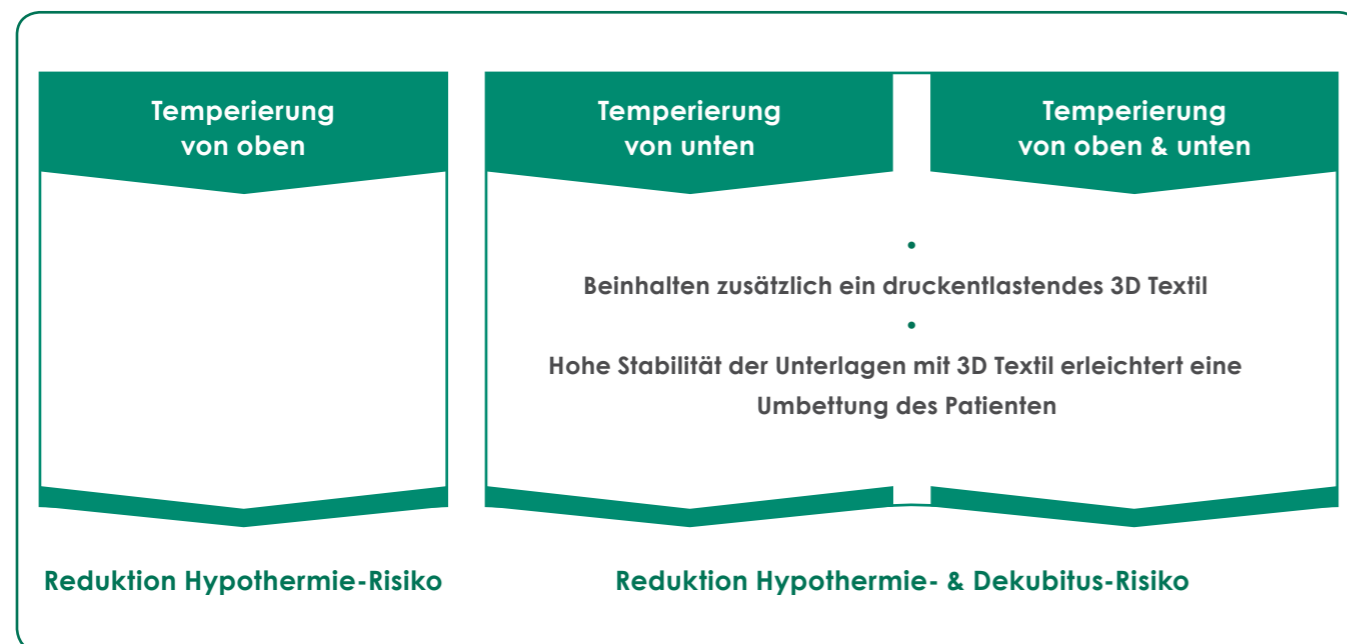 Temperierung
von oben
Temperierung
von unten
Temperierung
von oben & unten
•
Beinhalten zusätzlich ein druckentlastendes 3D Textil
•
Hohe Stabilität der Unterlagen mit 3D Textil erleichtert eine
Umbettung des Patienten
Reduktion Hypothermie-Risiko
Reduktion Hypothermie- & Dekubitus-Risiko